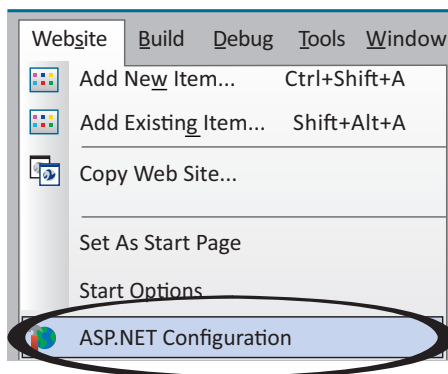 Website Build Debug Tools Window
Add New Item... Ctrl+Shift+A
Add Existing Item... Shift+Alt+A
Copy Web Site...
Set As Start Page
Start Options
ASP.NET Configuration